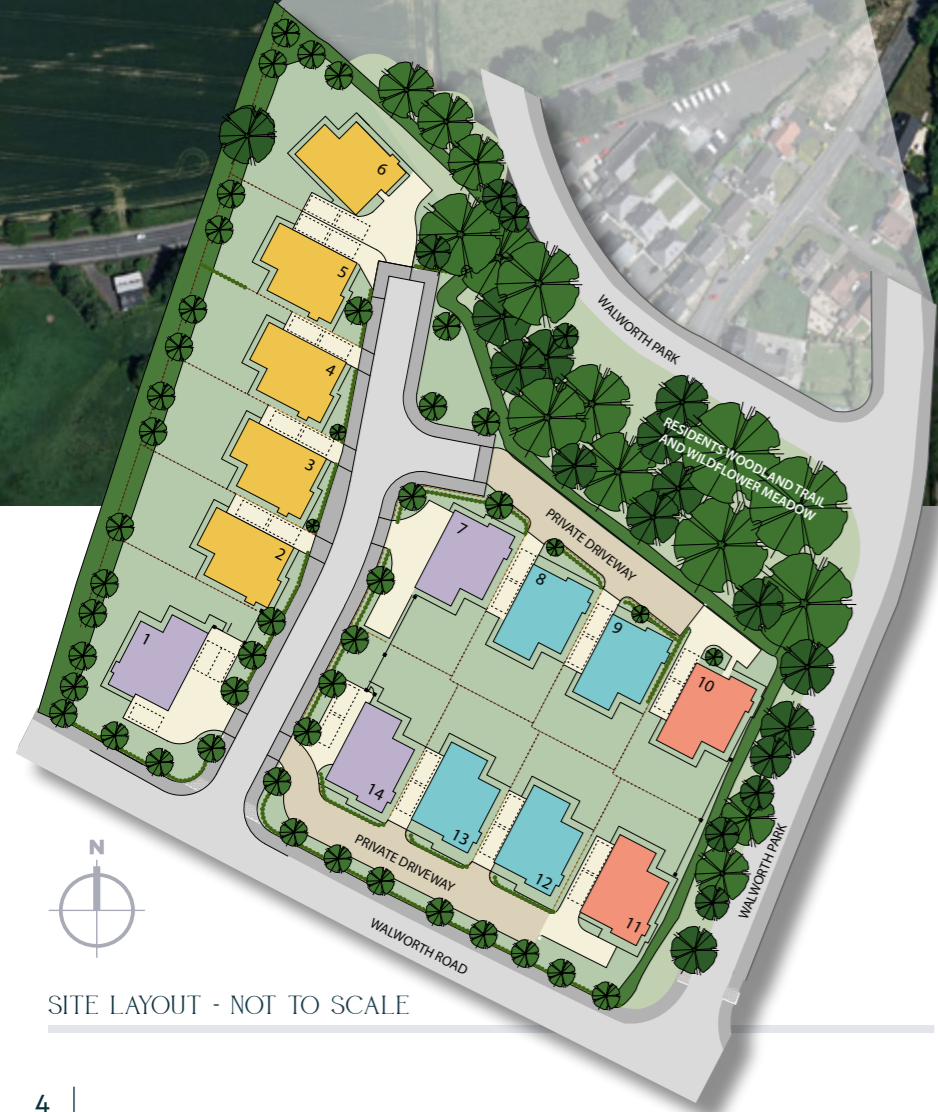 6
5
4
3
2
1
7
8
9
10
14
13
12
11
WALWORTH PARK
RESIDENTS WOODLAND TRAIL
AND WILDFLOWER MEADOW
PRIVATE DRIVEWAY
PRIVATE DRIVEWAY
WALWORTH PARK
WALWORTH ROAD
N
SITE LAYOUT - NOT TO SCALE
4